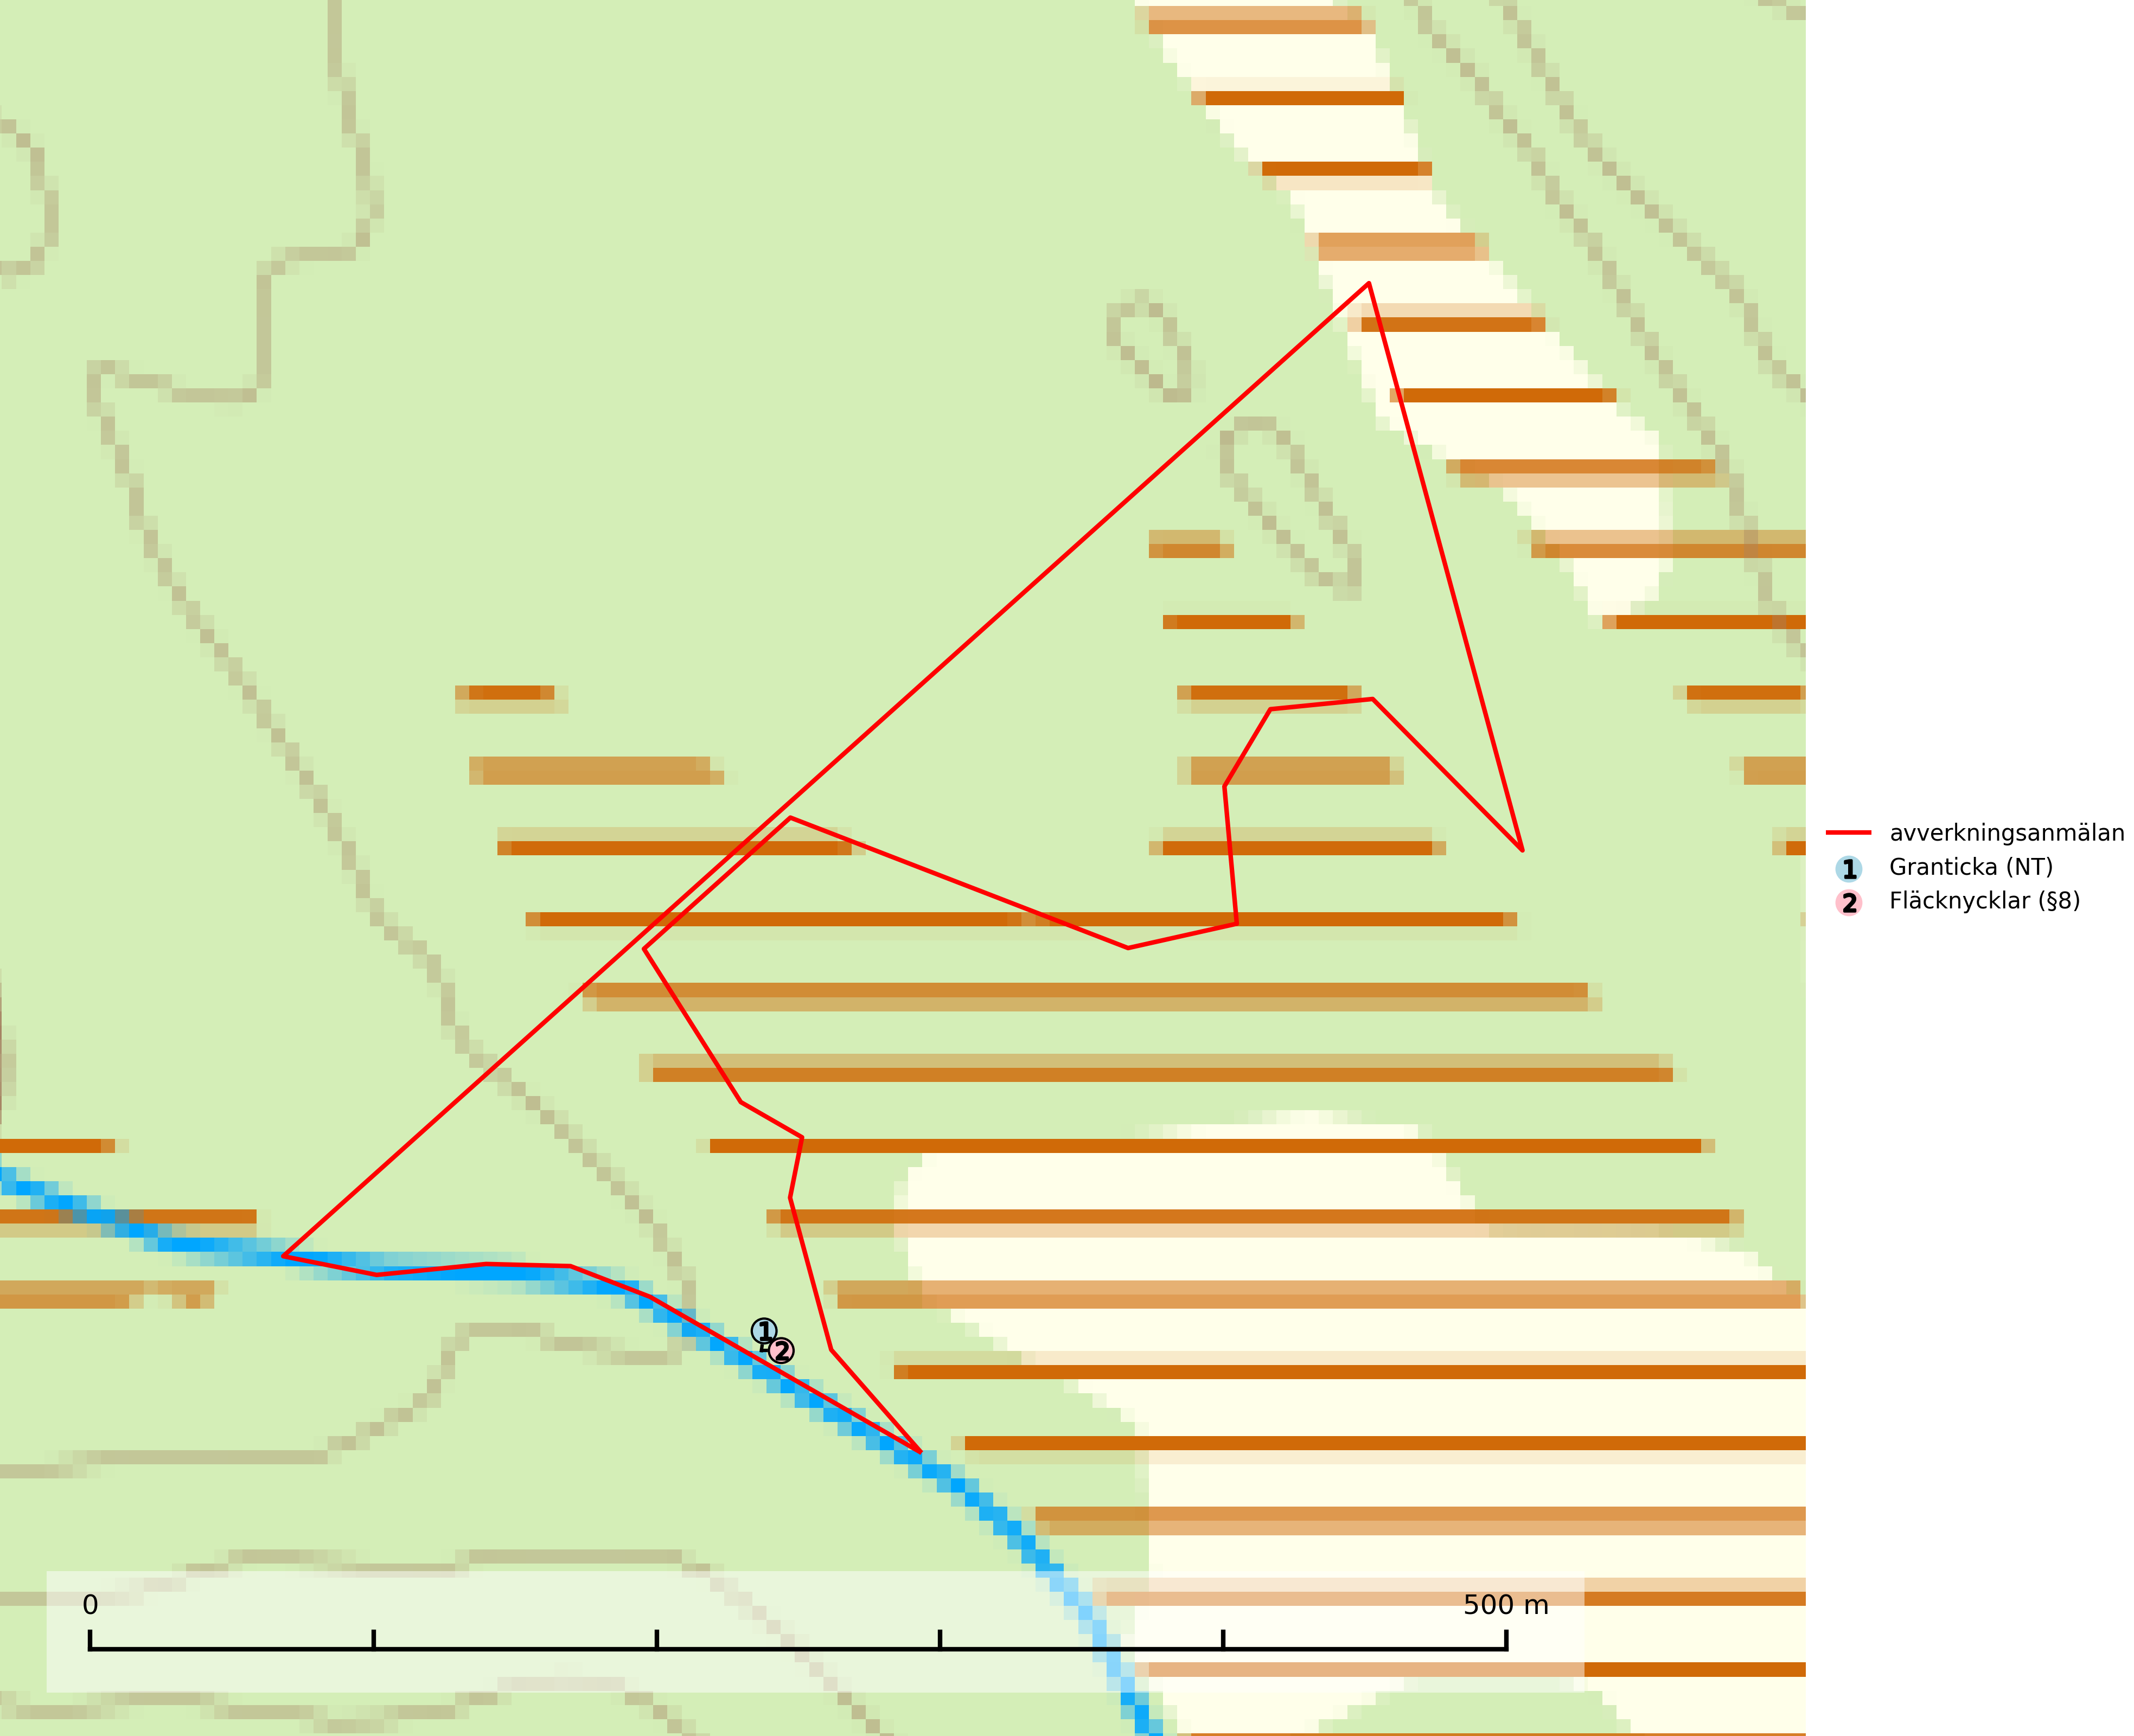 avverkningsanmälan
1 Granticka (NT)
2 Fläcknycklar (§8)
1
2
0 500 m